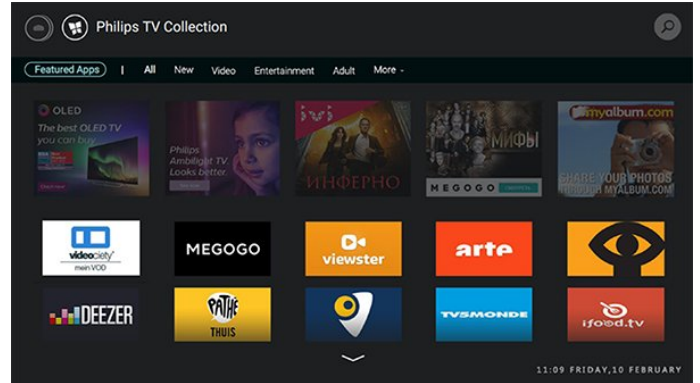 Philips TV Collection
Featured Apps | All New Video Entertainment Adult More
OLED
The best OLED TV
you can buy
Philips
Ambilight TV.
Looks better.
ivi
ИНФЕРНО
МИФЫ
MEGOGO СМОТРЕТЬ
myalbum.com
SHARE YOUR PHOTOS
THROUGH MYALBUM.COM
videociety
mein VOD
MEGOGO
viewster
arte
DEEZER
PATHÉ
THUIS
TV5MONDE
ifood.tv
11:09 FRIDAY,10 FEBRUARY